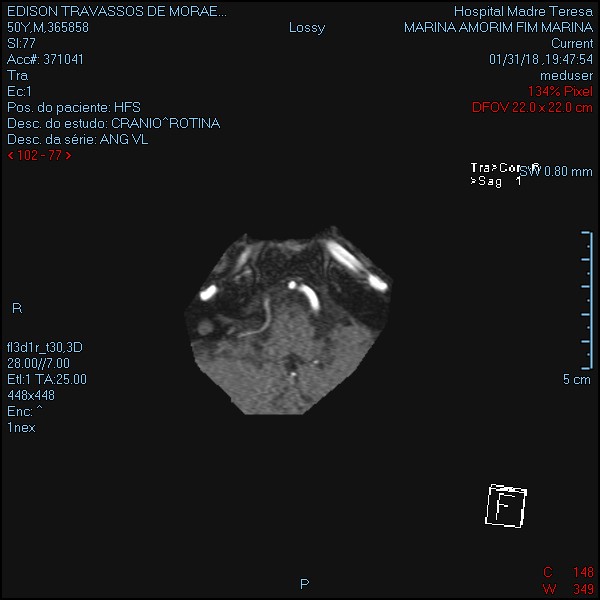 EDISON TRAVASSOS DE MORAE...
50Y,M,365858
SI:77
Acc#: 371041
Tra
Ec:1
Pos. do paciente: HFS
Desc. do estudo: CRANIO^ROTINA
Desc. da série: ANG VL
< 102 - 77 >
Lossy
Hospital Madre Teresa
MARINA AMORIM FIM MARINA
Current
01/31/18 ,19:47:54
meduser
134% Pixel
DFOV 22.0 x 22.0 cm
Tra>Cor
SW 0.80 mm
>Sag 1
R
fl3d1r_t30,3D
28.00//7.00
Etl:1 TA:25.00
448x448
Enc: ^
1nex
5 cm
F
P
C 148
W 349